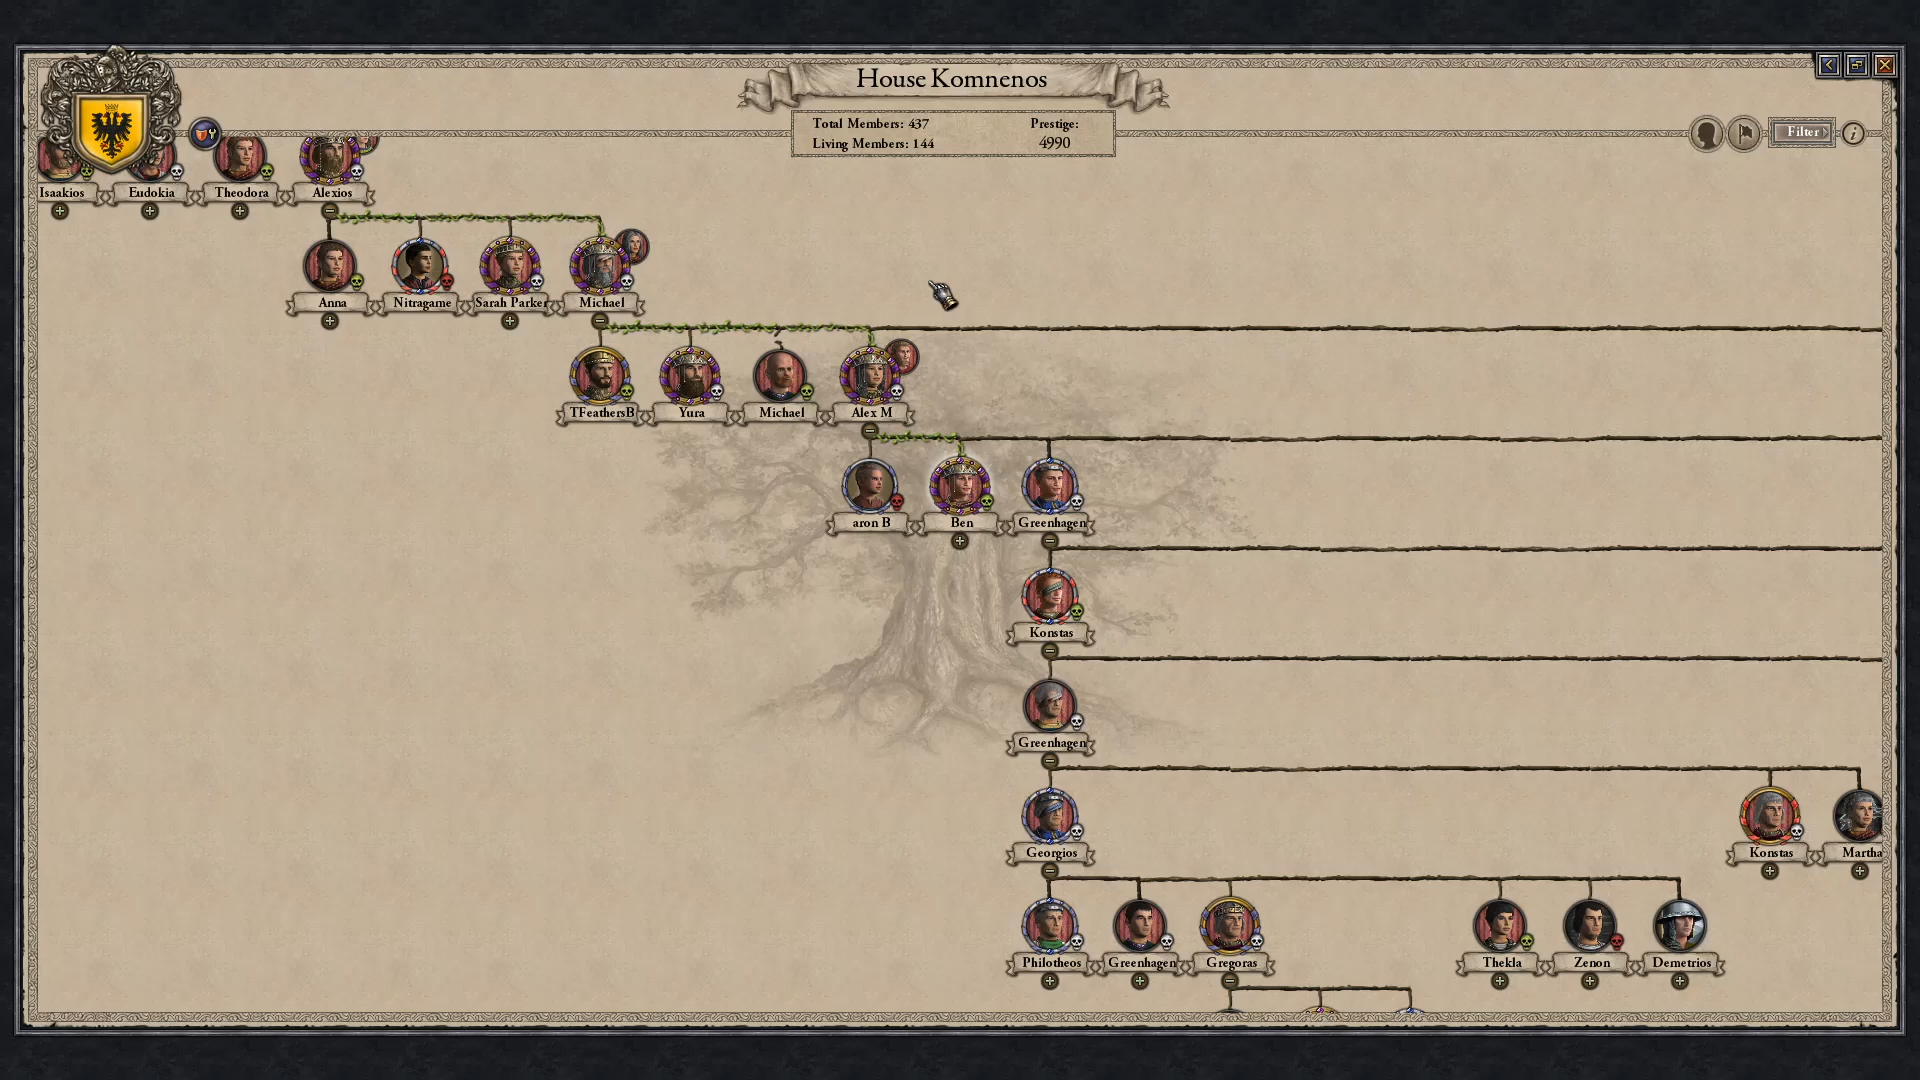 House Komnenos
Total Members: 437
Prestige:
Living Members: 144
4990
Filter
Isaakios
Eudokia
Theodora
Alexios
Anna
Nitragame
Sarah Parker
Michael
TFeathersB
Yura
Michael
Alex M
aron B
Ben
Greenhagen
Konstas
Greenhagen
Georgios
Konstas
Martha
Philotheos
Greenhagen
Gregoras
Thekla
Zenon
Demetrios